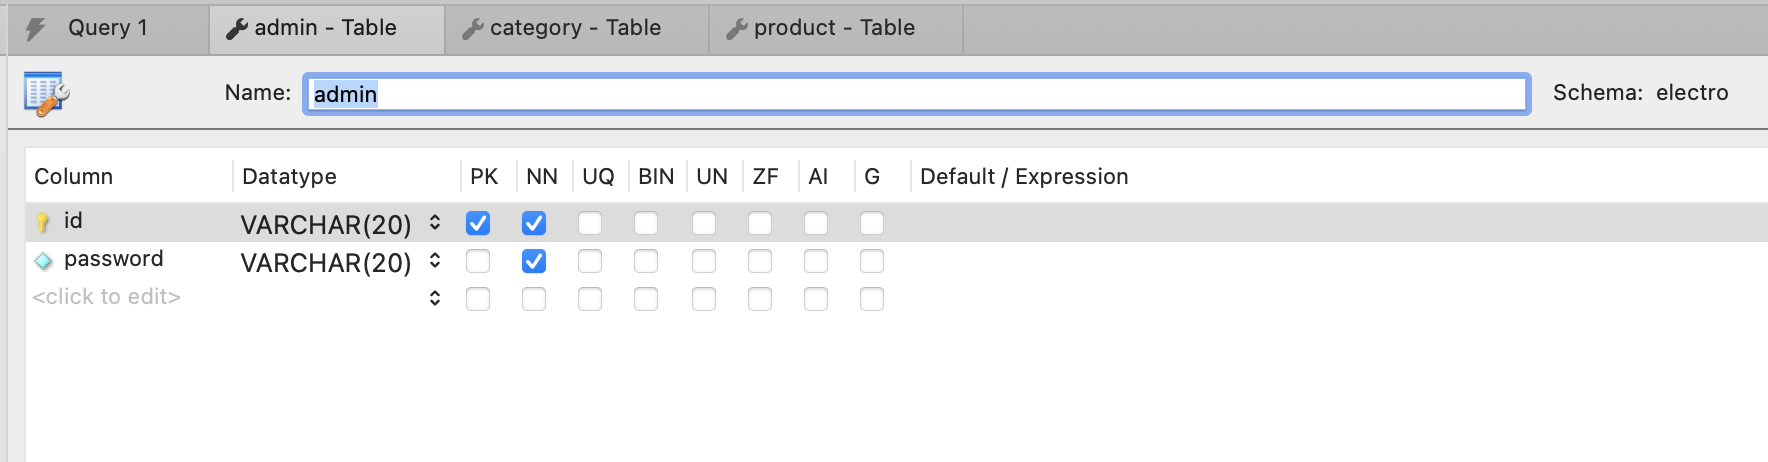 Query 1 admin - Table category - Table product - Table
Name: admin Schema: electro
Column Datatype PK NN UQ BIN UN ZF AI G Default / Expression
id VARCHAR(20)
password VARCHAR(20)
<click to edit>